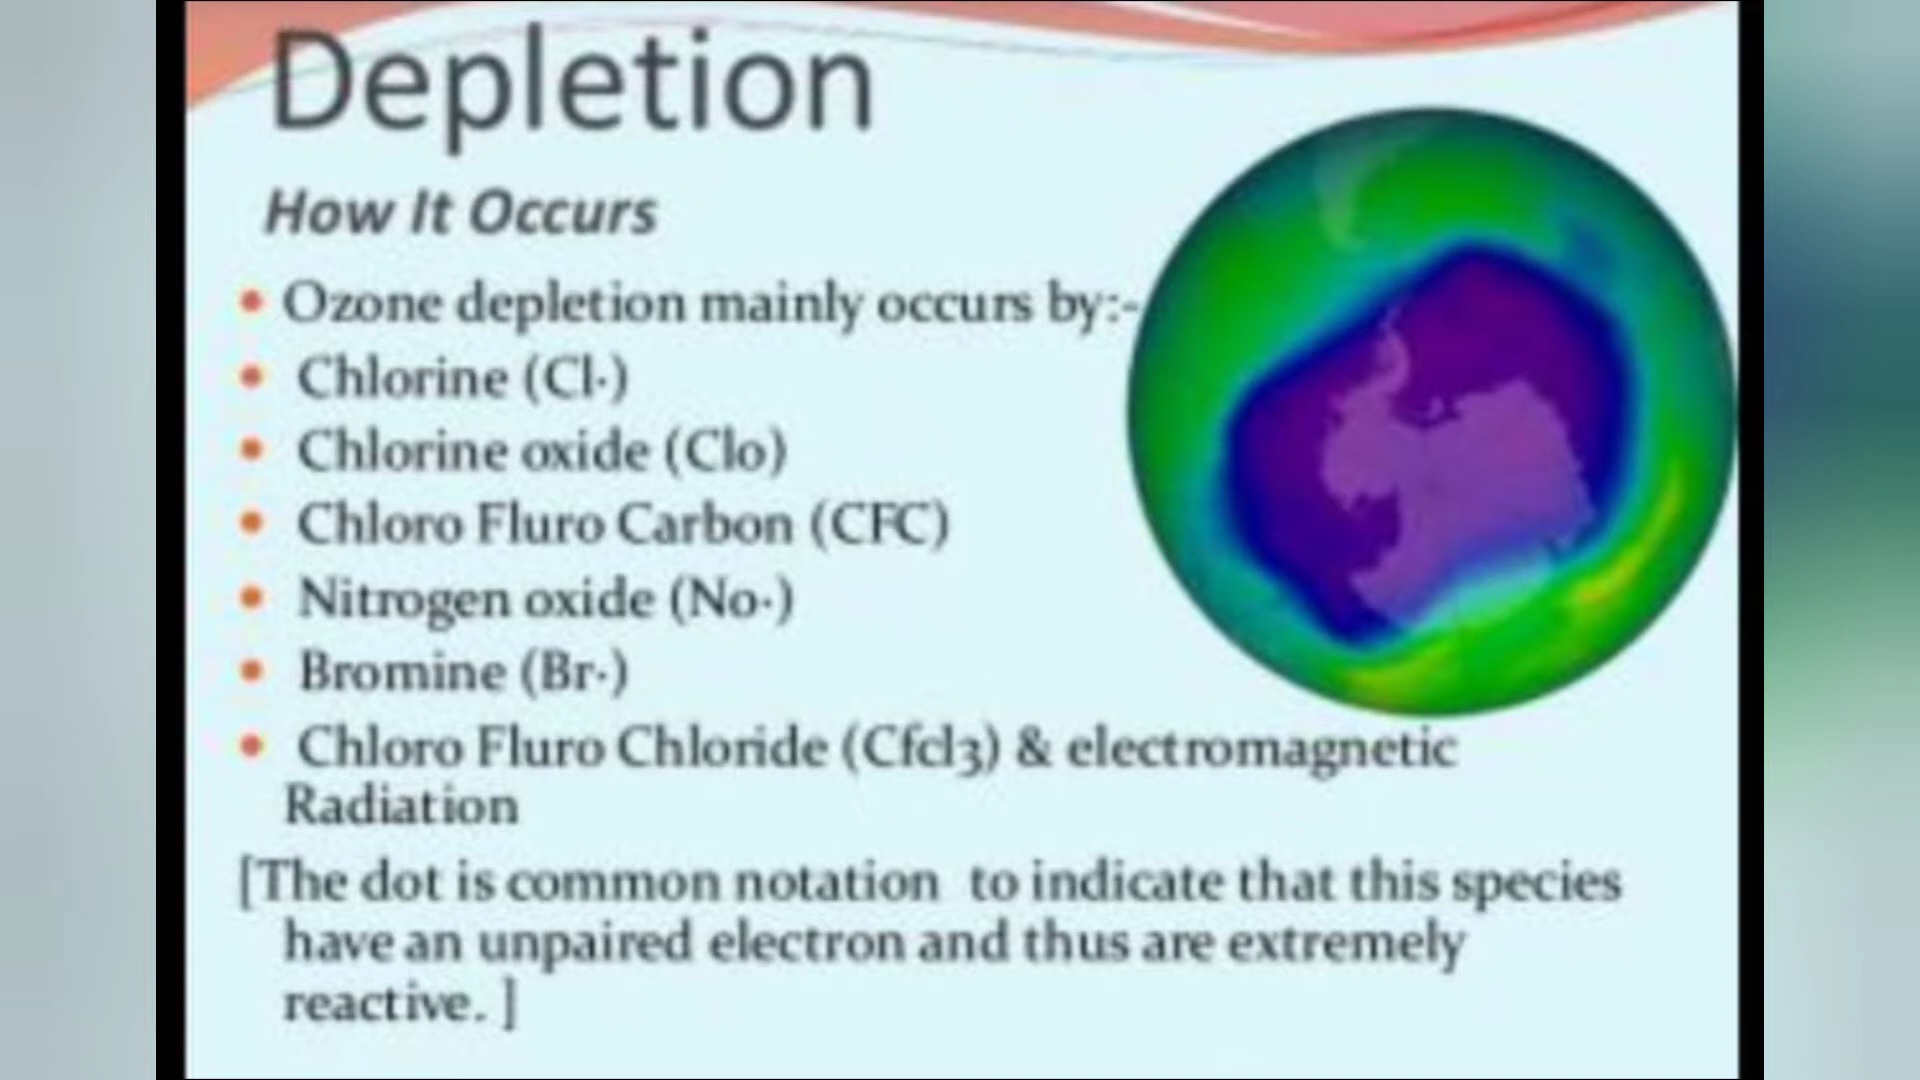 Depletion
How It Occurs
• Ozone depletion mainly occurs by:-
• Chlorine (Cl·)
• Chlorine oxide (Clo)
• Chloro Fluro Carbon (CFC)
• Nitrogen oxide (No·)
• Bromine (Br·)
• Chloro Fluro Chloride (Cfcl3) & electromagnetic
Radiation
[The dot is common notation to indicate that this species
have an unpaired electron and thus are extremely
reactive. ]